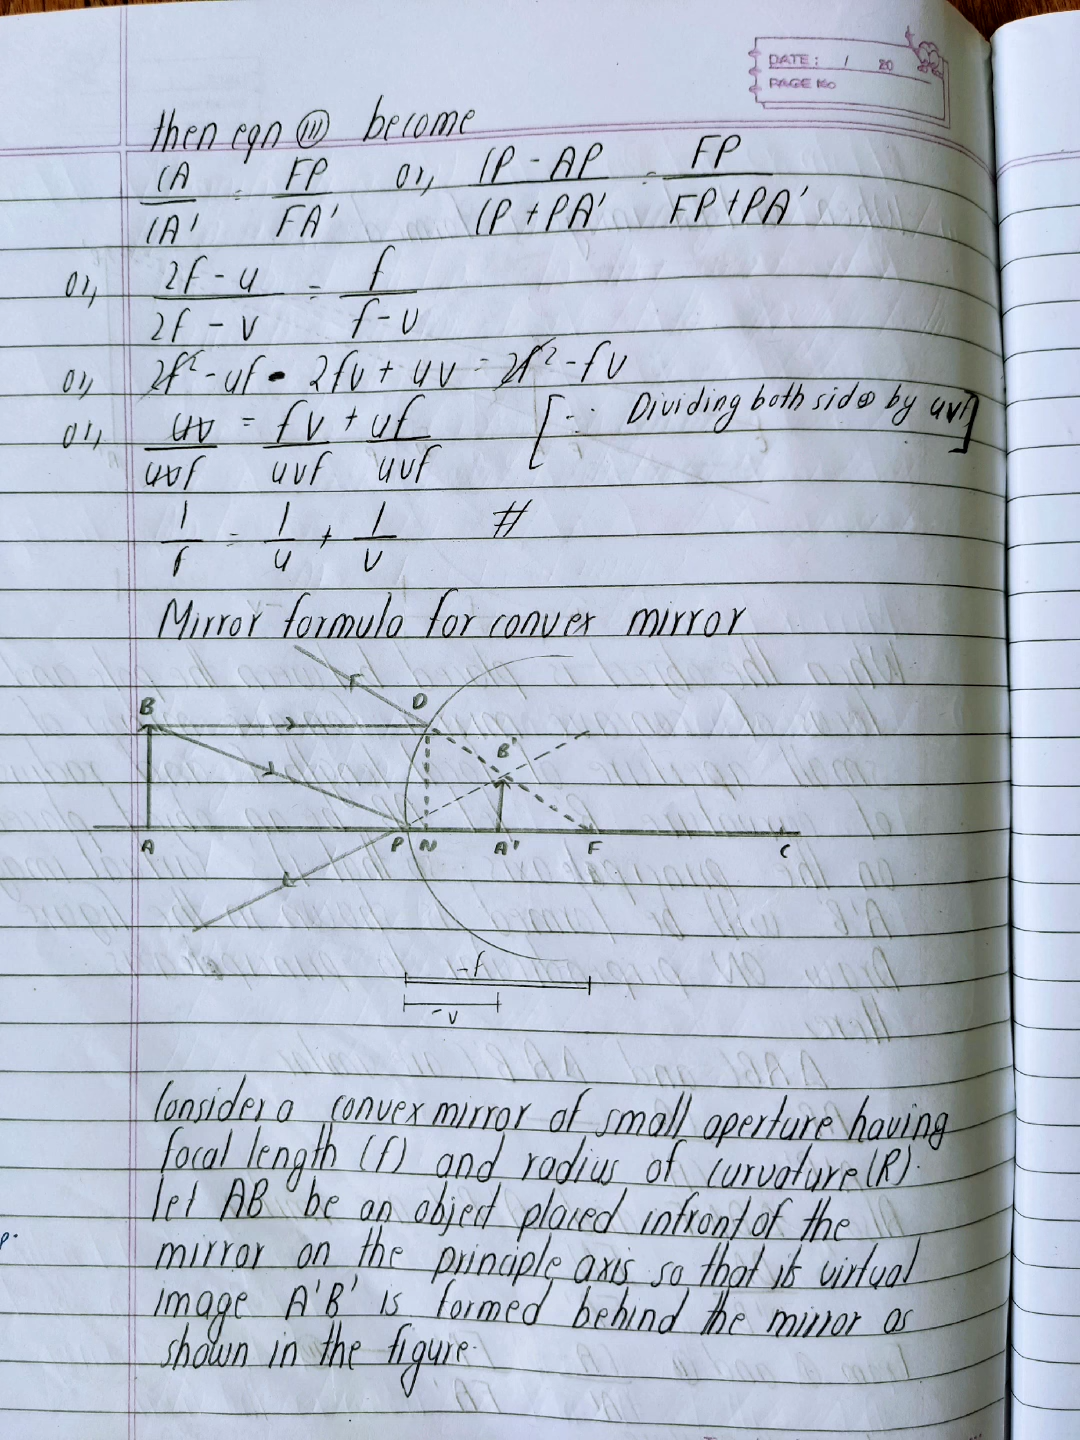 DATE: / 20
PAGE No
then eqn (iii) become
CA/CA' = FP/FA' or, (CP - AP)/(CP + PA') = FP/(FP + PA')
or, (2f - u)/(2f - v) = f/(f - v)
or, 2f² - uf - 2fv + uv = 2f² - fv
or, uv/uvf = fv/uvf + uf/uvf [∵ Dividing both side by uvf]
1/f = 1/u + 1/v #
Mirror formula for convex mirror
B D B'
A P N A' F C
-f
-v
Consider a convex mirror of small aperture having
focal length (f) and radius of curvature (R).
let AB be an object placed infront of the
mirror on the principle axis so that its virtual
image A'B' is formed behind the mirror as
shown in the figure.